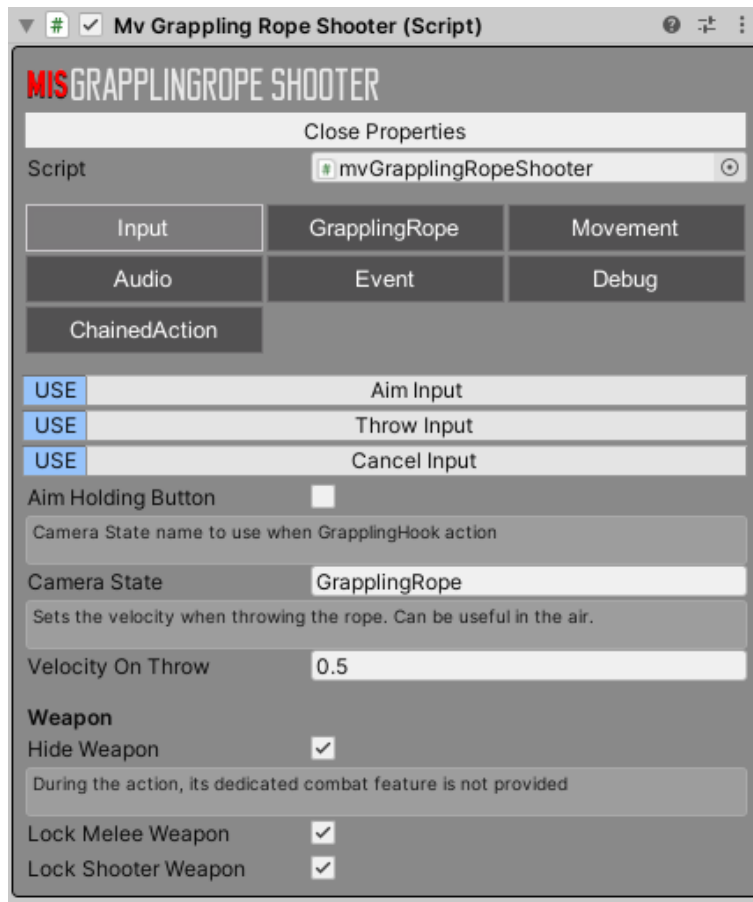 Mv Grappling Rope Shooter (Script)
MISGRAPPLINGROPE SHOOTER
Close Properties
Script # mvGrapplingRopeShooter
Input GrapplingRope Movement
Audio Event Debug
ChainedAction
USE Aim Input
USE Throw Input
USE Cancel Input
Aim Holding Button
Camera State name to use when GrapplingHook action
Camera State GrapplingRope
Sets the velocity when throwing the rope. Can be useful in the air.
Velocity On Throw 0.5
Weapon
Hide Weapon
During the action, its dedicated combat feature is not provided
Lock Melee Weapon
Lock Shooter Weapon